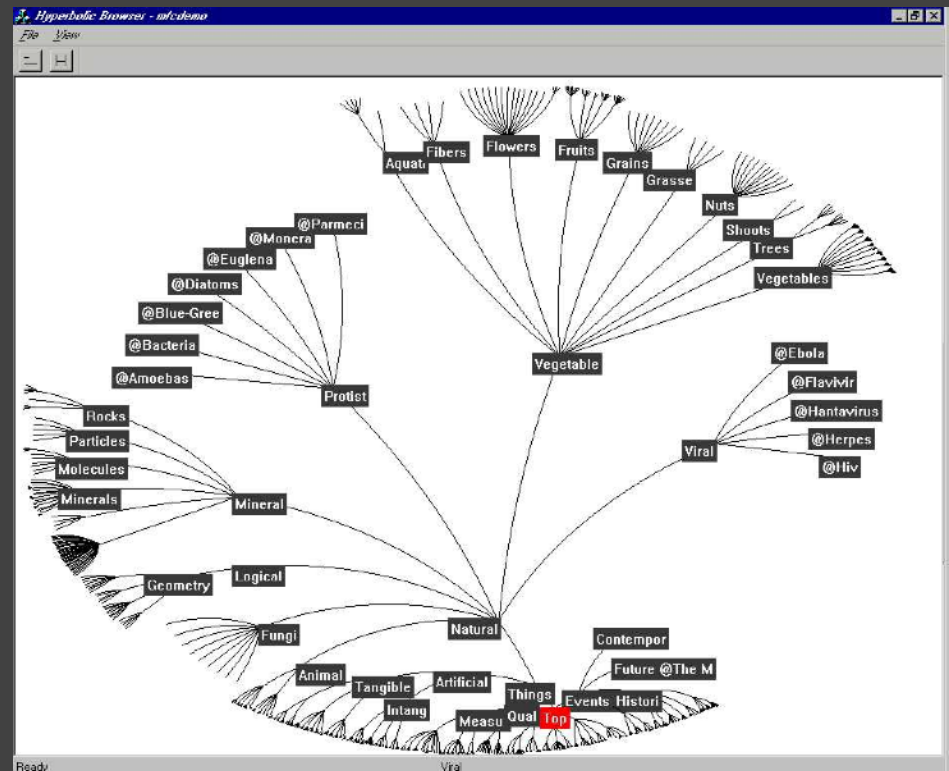 Hyperbolic Browser - mfcdemo
File View
Aquat
Fibers
Flowers
Fruits
Grains
Grasse
Nuts
Shoots
Trees
Vegetables
@Parmeci
@Monera
@Euglena
@Diatoms
@Blue-Gree
@Bacteria
@Amoebas
Protist
Vegetable
@Ebola
@Flavivir
@Hantavirus
@Herpes
@Hiv
Viral
Rocks
Particles
Molecules
Minerals
Mineral
Geometry
Logical
Fungi
Natural
Contempor
Future @The M
Animal
Tangible
Artificial
Intang
Things
Events Histori
Measu
Qual
Top
Ready Viral